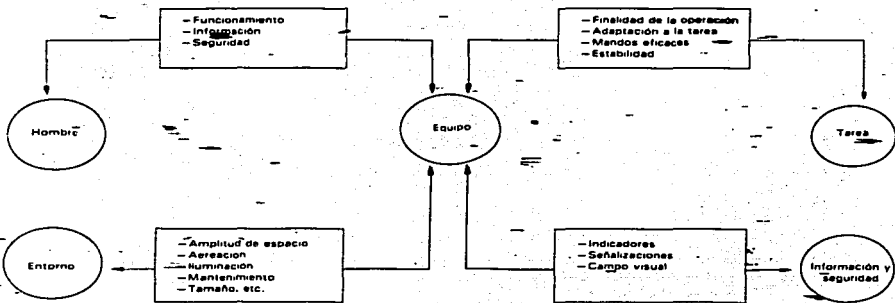 – Funcionamiento
– Información
– Seguridad
– Finalidad de la operación
– Adaptación a la tarea
– Mandos eficaces
– Estabilidad
Hombre
Equipo
Tarea
Entorno
– Amplitud de espacio
– Aereacion
– Iluminación
– Mantenimiento
– Tamaño, etc.
– Indicadores
– Señalizaciones
– Campo visual
Información y
seguridad